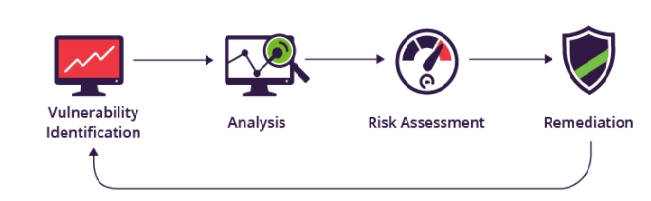 Vulnerability
Identification
Analysis
Risk Assessment
Remediation